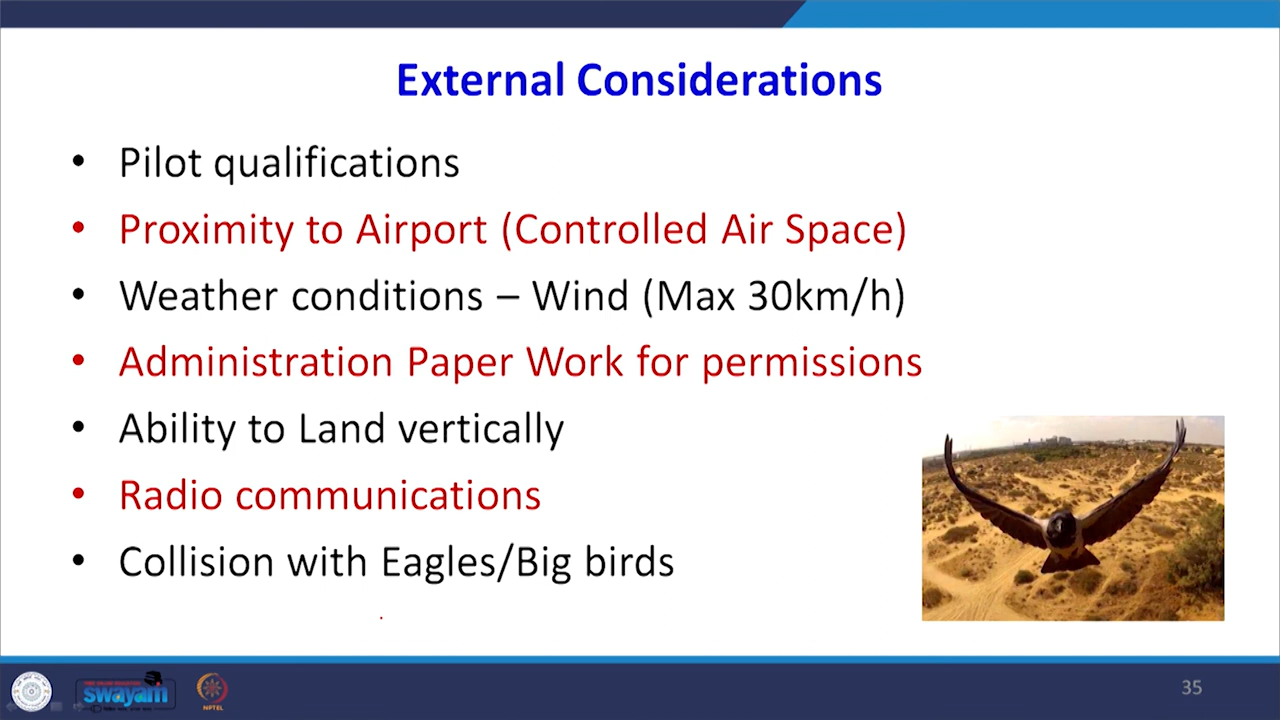 External Considerations
• Pilot qualifications
• Proximity to Airport (Controlled Air Space)
• Weather conditions – Wind (Max 30km/h)
• Administration Paper Work for permissions
• Ability to Land vertically
• Radio communications
• Collision with Eagles/Big birds
swayam
NPTEL
35